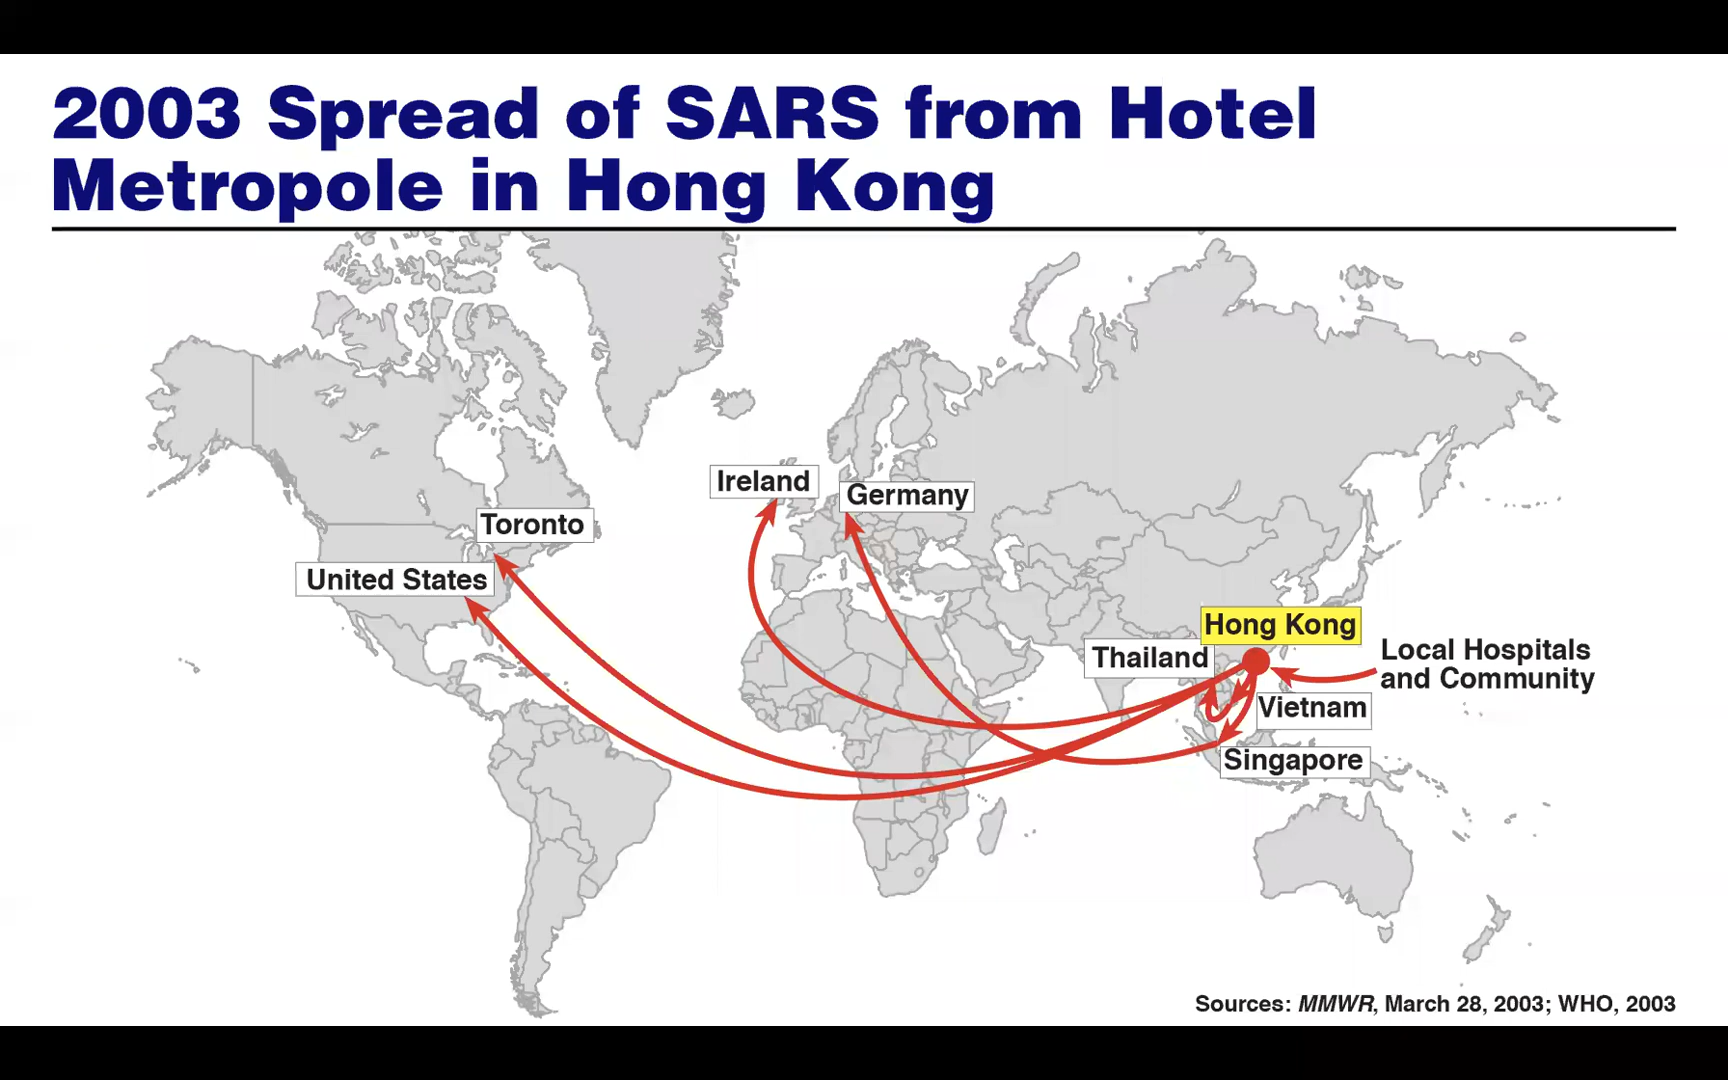 2003 Spread of SARS from Hotel
Metropole in Hong Kong
Ireland
Germany
Toronto
United States
Hong Kong
Thailand
Local Hospitals
and Community
Vietnam
Singapore
Sources: MMWR, March 28, 2003; WHO, 2003